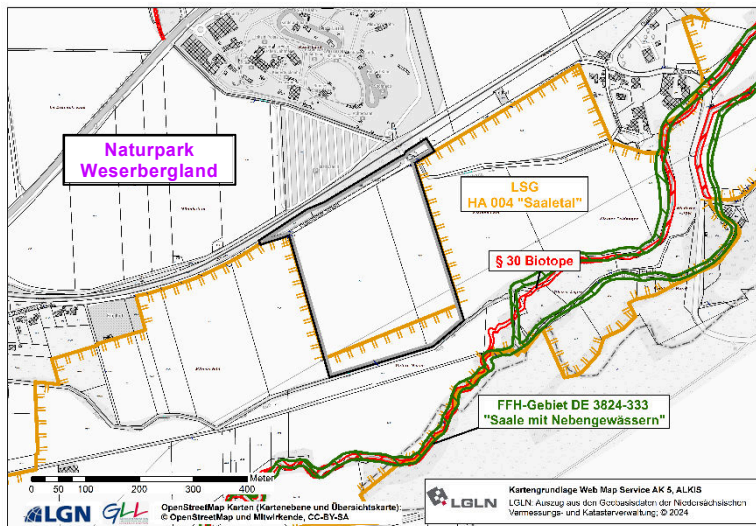 Naturpark
Weserbergland
LSG
HA 004 "Saaletal"
§ 30 Biotope
FFH-Gebiet DE 3824-333
"Saale mit Nebengewässern"
Meter
0 50 100 200 300 400
LGN
GLL
OpenStreetMap Karten (Kartenebene und Übersichtskarte):
© OpenStreetMap und Mitwirkende, CC-BY-SA
LGLN
Kartengrundlage Web Map Service AK 5, ALKIS
LGLN: Auszug aus den Geobasisdaten der Niedersächsischen
Vermessungs- und Katasterverwaltung; © 2024